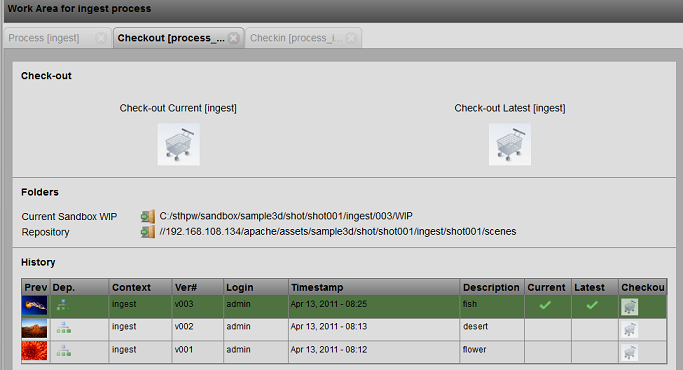 Work Area for ingest process
Process [ingest] Checkout [process_... Checkin [process_i...
Check-out
Check-out Current [ingest] Check-out Latest [ingest]
Folders
Current Sandbox WIP C:/sthpw/sandbox/sample3d/shot/shot001/ingest/003/WIP
Repository //192.168.108.134/apache/assets/sample3d/shot/shot001/ingest/shot001/scenes
History
Prev Dep. Context Ver# Login Timestamp Description Current Latest Checkou
ingest v003 admin Apr 13, 2011 - 08:25 fish
ingest v002 admin Apr 13, 2011 - 08:13 desert
ingest v001 admin Apr 13, 2011 - 08:12 flower